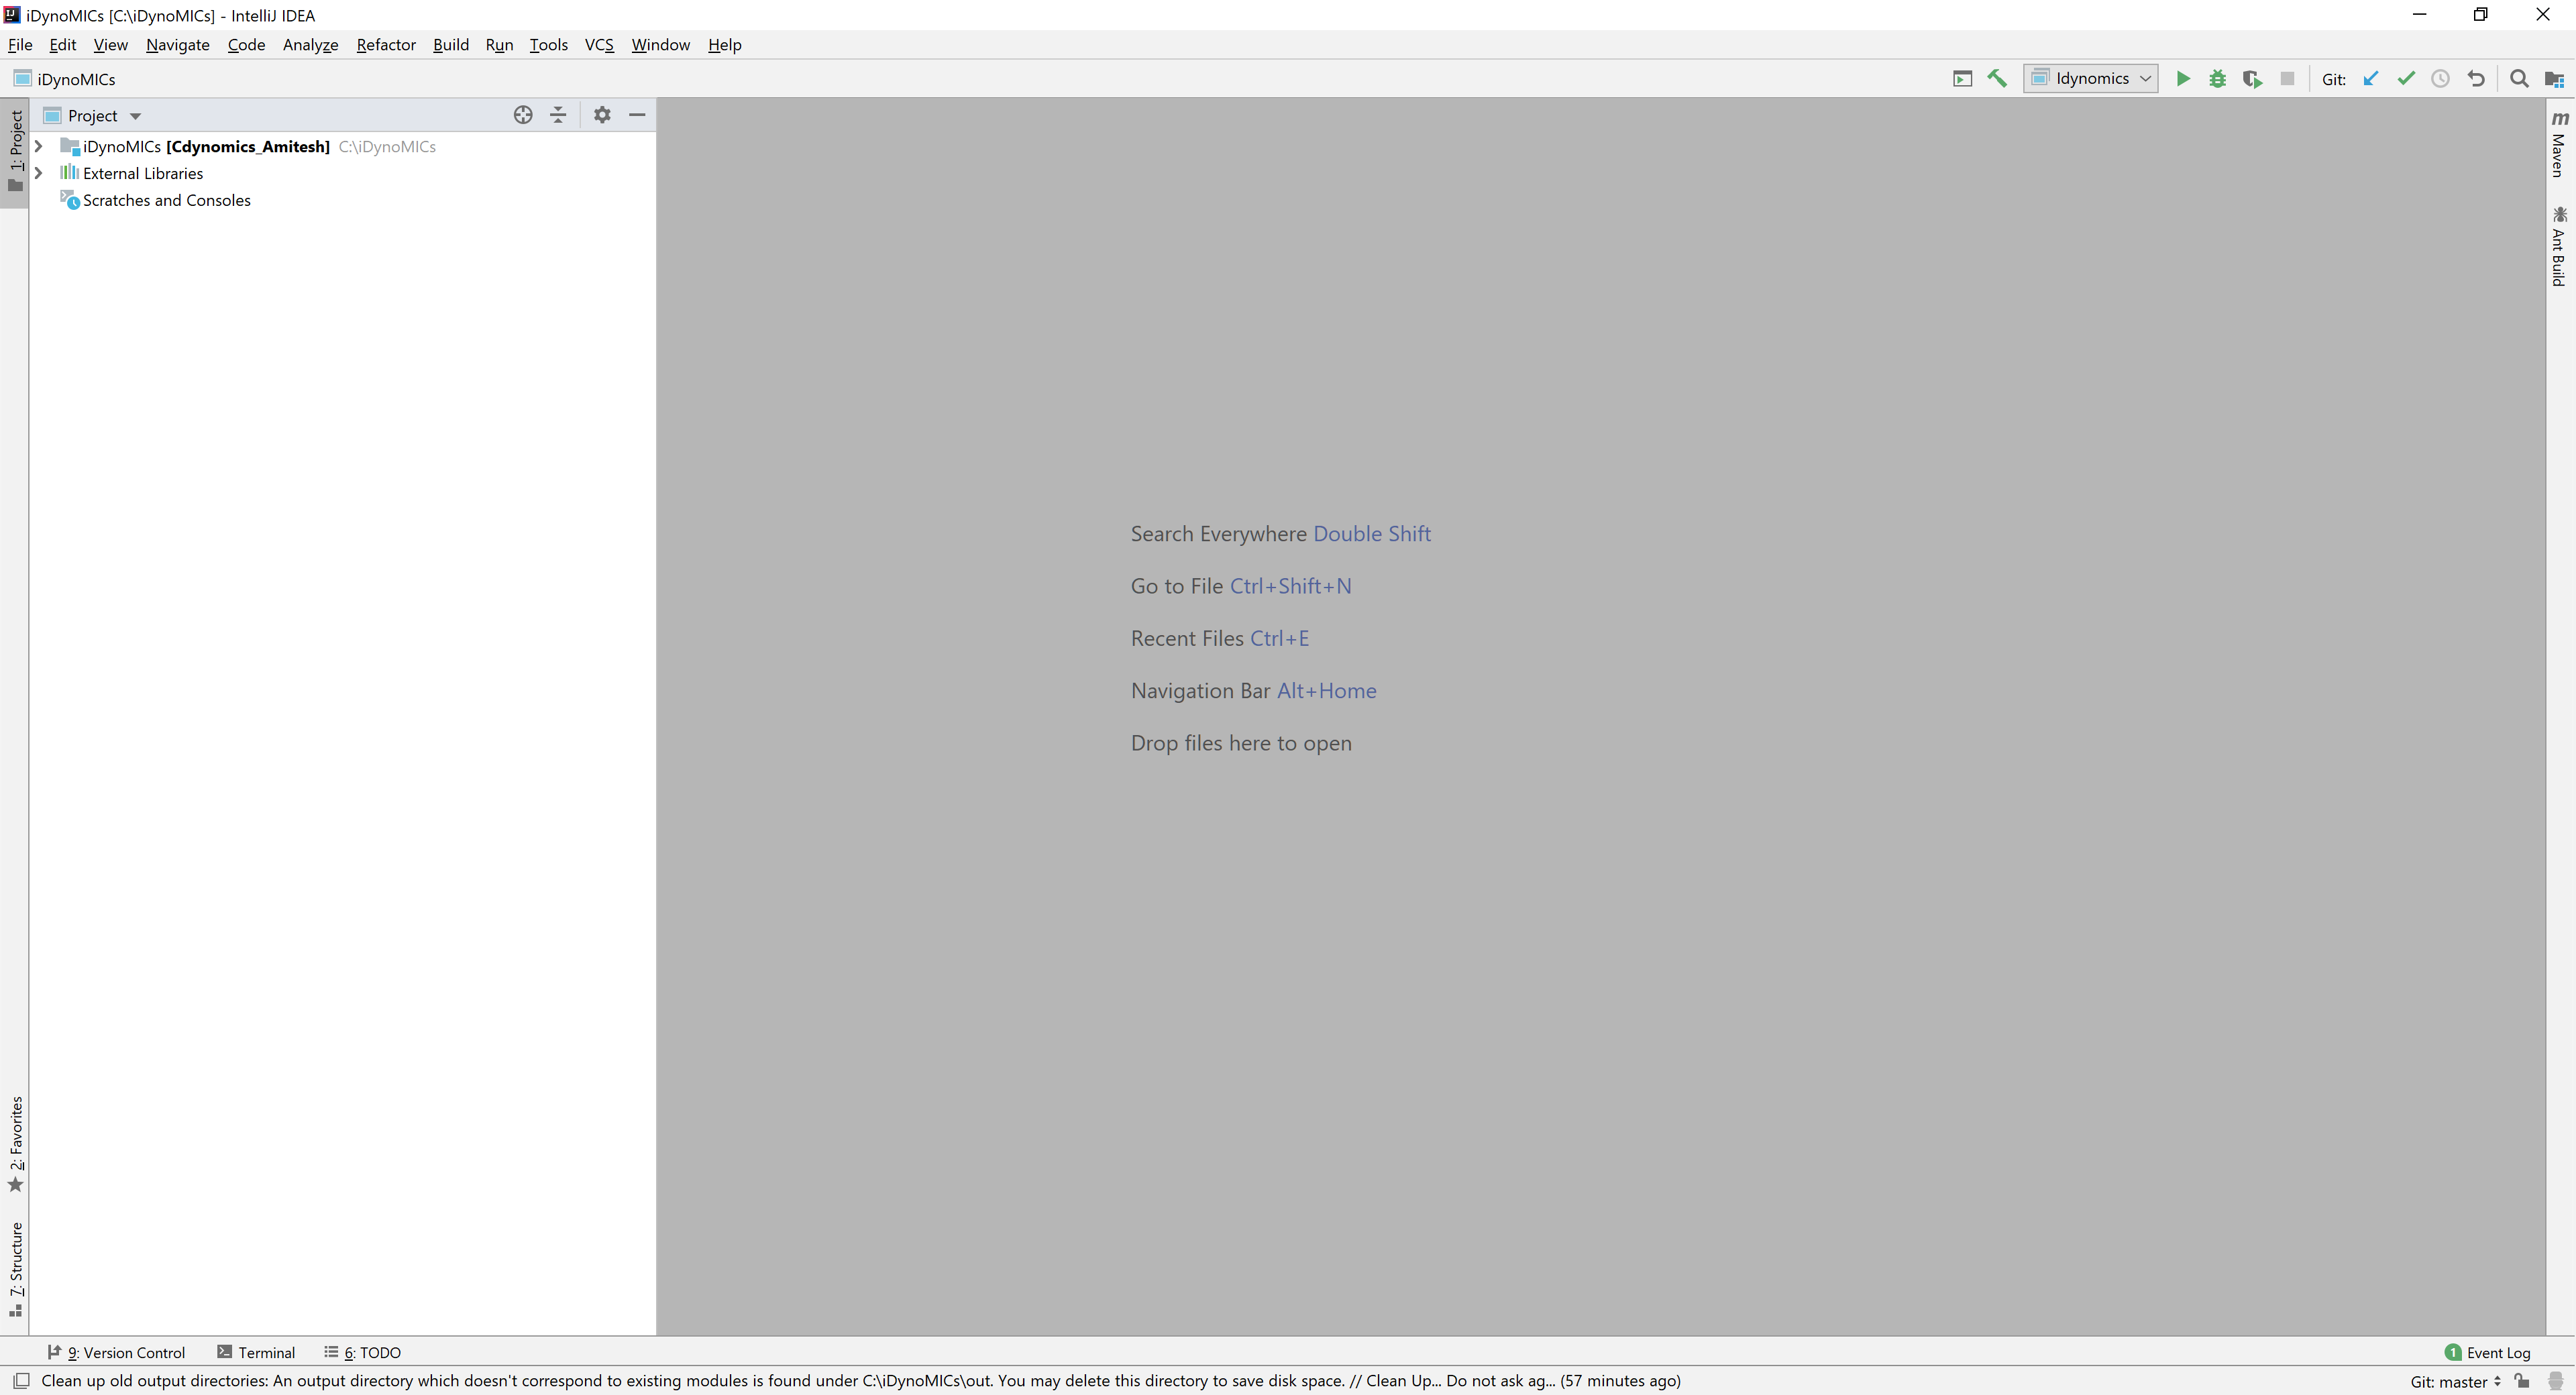 iDynoMICs [C:\iDynoMICs] - IntelliJ IDEA
File Edit View Navigate Code Analyze Refactor Build Run Tools VCS Window Help
iDynoMICs
Idynomics
Git:
1: Project
Project
iDynoMICs [Cdynomics_Amitesh] C:\iDynoMICs
External Libraries
Scratches and Consoles
Search Everywhere Double Shift
Go to File Ctrl+Shift+N
Recent Files Ctrl+E
Navigation Bar Alt+Home
Drop files here to open
m Maven
Ant Build
2: Favorites
7: Structure
9: Version Control Terminal 6: TODO
1 Event Log
Clean up old output directories: An output directory which doesn't correspond to existing modules is found under C:\iDynoMICs\out. You may delete this directory to save disk space. // Clean Up... Do not ask ag... (57 minutes ago)
Git: master